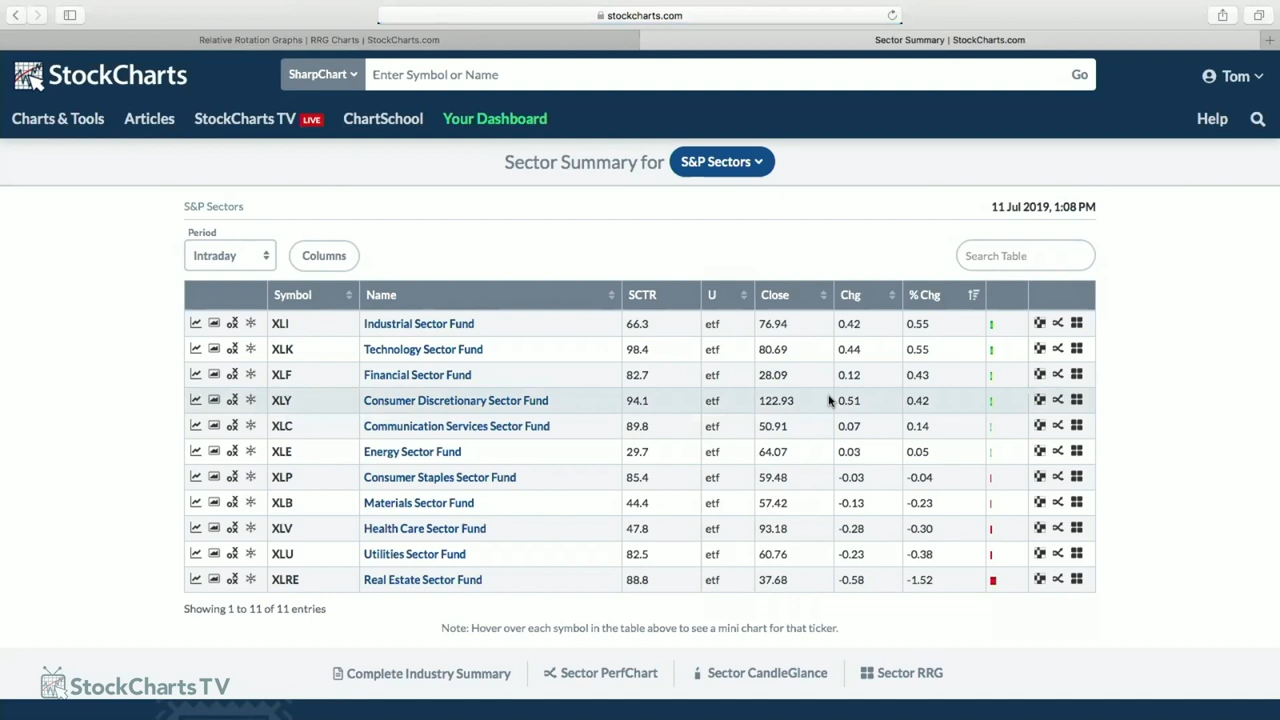 stockcharts.com
Relative Rotation Graphs | RRG Charts | StockCharts.com
Sector Summary | StockCharts.com
StockCharts SharpChart Enter Symbol or Name Go Tom
Charts & Tools Articles StockCharts TV LIVE ChartSchool Your Dashboard Help
Sector Summary for S&P Sectors
S&P Sectors 11 Jul 2019, 1:08 PM
Period
Intraday Columns Search Table
Symbol Name SCTR U Close Chg % Chg
XLI Industrial Sector Fund 66.3 etf 76.94 0.42 0.55
XLK Technology Sector Fund 98.4 etf 80.69 0.44 0.55
XLF Financial Sector Fund 82.7 etf 28.09 0.12 0.43
XLY Consumer Discretionary Sector Fund 94.1 etf 122.93 0.51 0.42
XLC Communication Services Sector Fund 89.8 etf 50.91 0.07 0.14
XLE Energy Sector Fund 29.7 etf 64.07 0.03 0.05
XLP Consumer Staples Sector Fund 85.4 etf 59.48 -0.03 -0.04
XLB Materials Sector Fund 44.4 etf 57.42 -0.13 -0.23
XLV Health Care Sector Fund 47.8 etf 93.18 -0.28 -0.30
XLU Utilities Sector Fund 82.5 etf 60.76 -0.23 -0.38
XLRE Real Estate Sector Fund 88.8 etf 37.68 -0.58 -1.52
Showing 1 to 11 of 11 entries
Note: Hover over each symbol in the table above to see a mini chart for that ticker.
Complete Industry Summary Sector PerfChart Sector CandleGlance Sector RRG
StockCharts TV